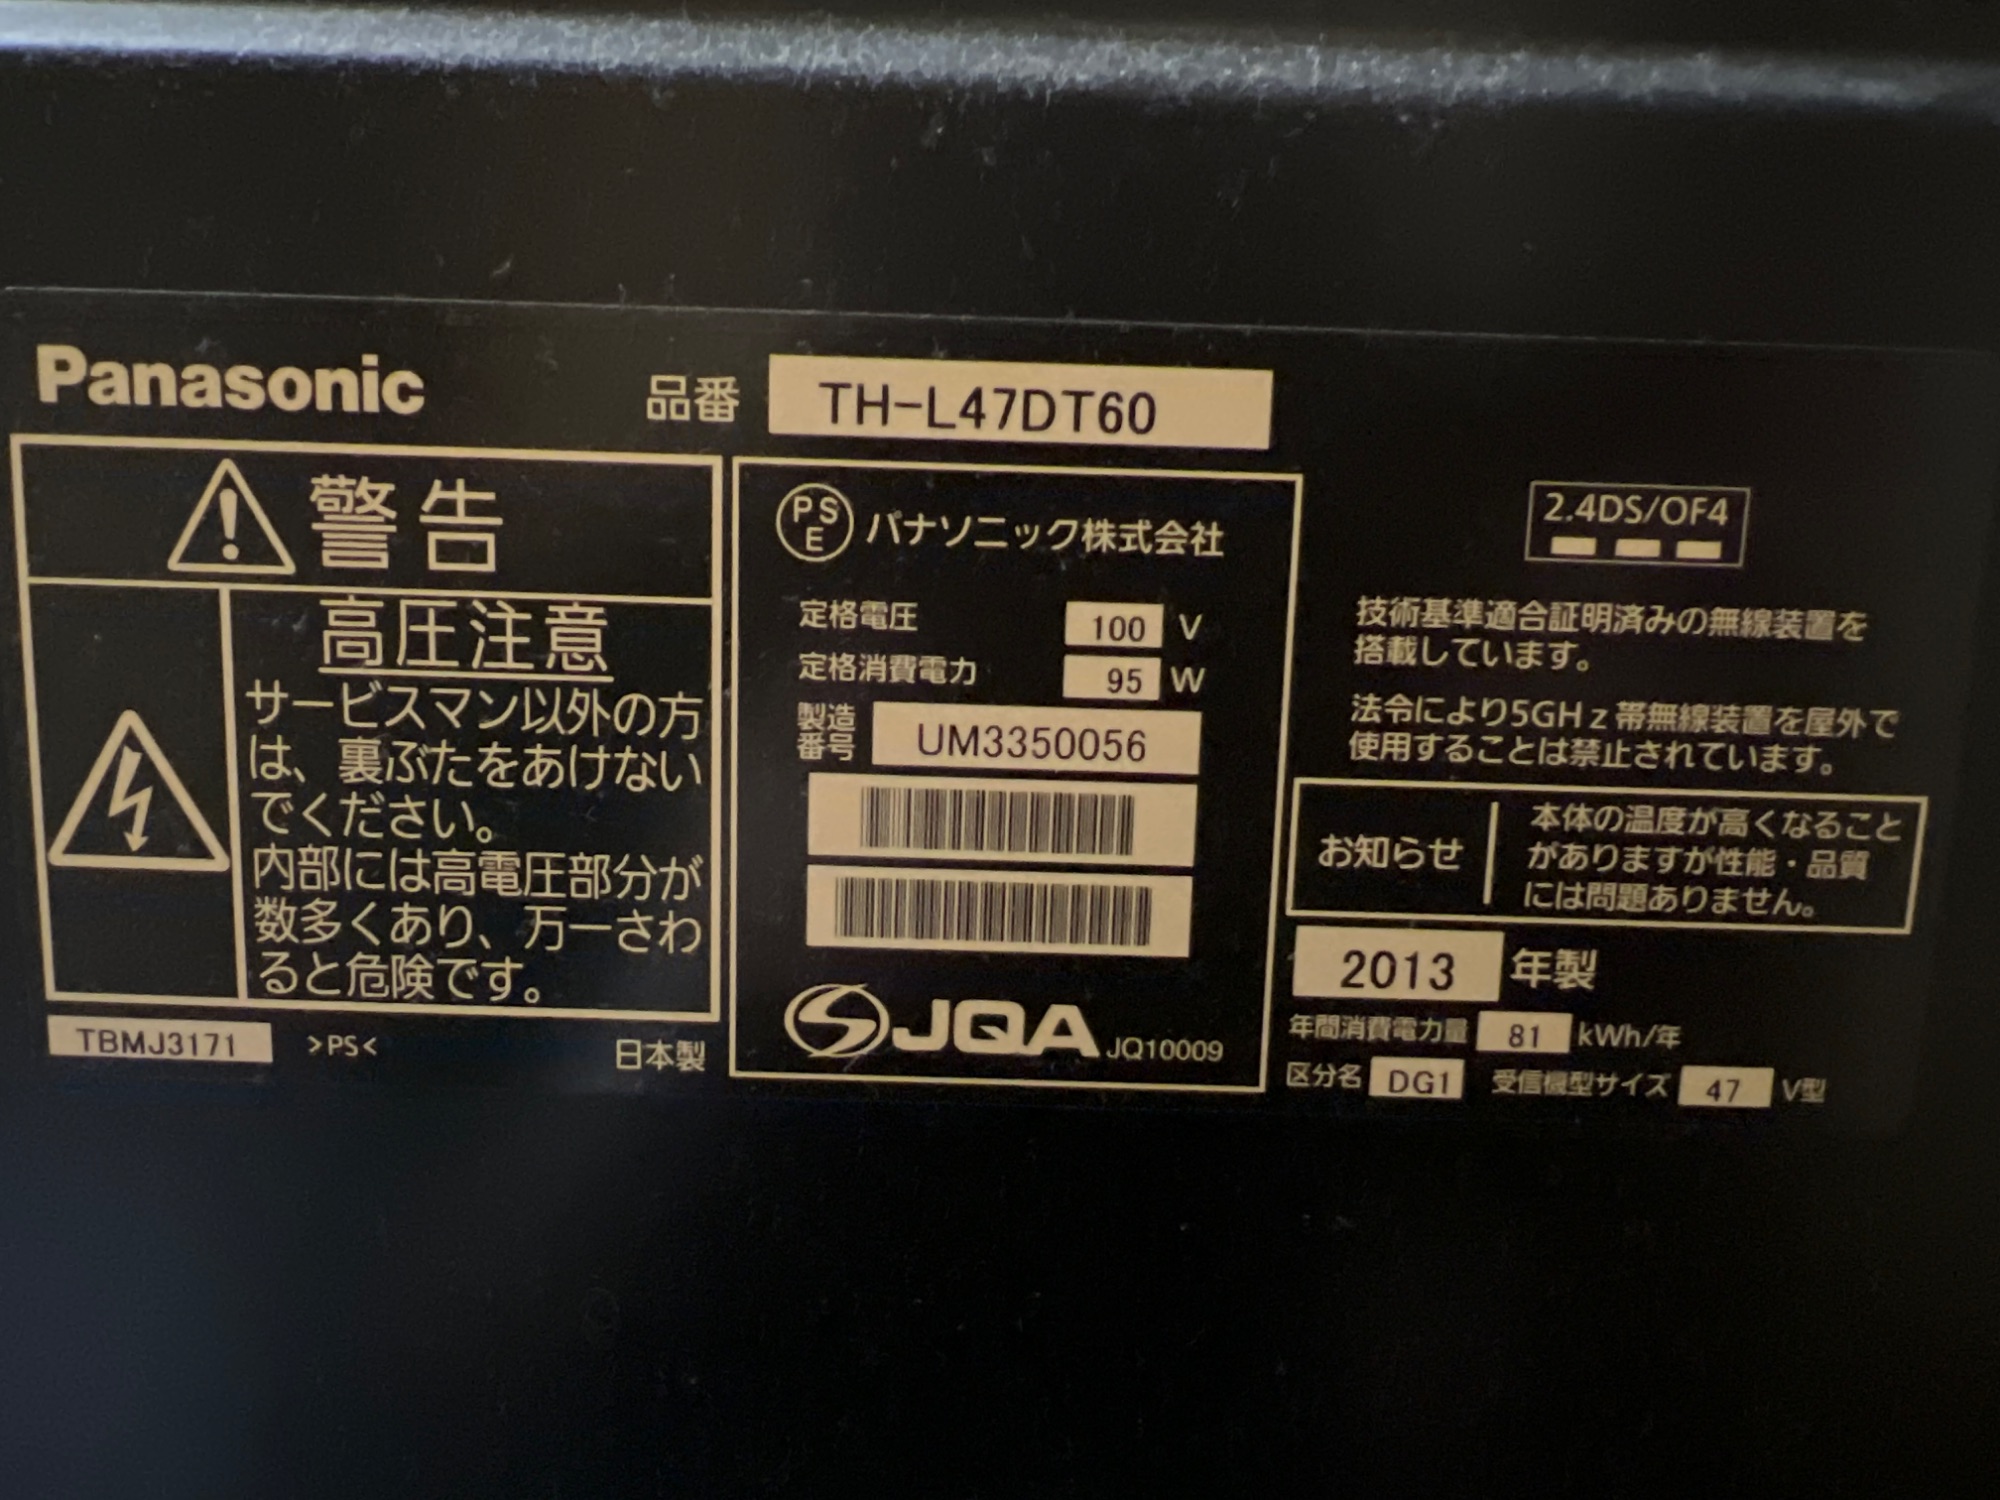 Panasonic
品番 TH-L47DT60
警告
高圧注意
サービスマン以外の方
は、裏ぶたをあけない
でください。
内部には高電圧部分が
数多くあり、万一さわ
ると危険です。
TBMJ3171 >PS< 日本製
PSE パナソニック株式会社
定格電圧 100 V
定格消費電力 95 W
製造
番号 UM3350056
JQA JQ10009
2.4DS/OF4
技術基準適合証明済みの無線装置を
搭載しています。
法令により5GHz帯無線装置を屋外で
使用することは禁止されています。
お知らせ
本体の温度が高くなること
がありますが性能・品質
には問題ありません。
2013 年製
年間消費電力量 81 kWh/年
区分名 DG1 受信機型サイズ 47 V型